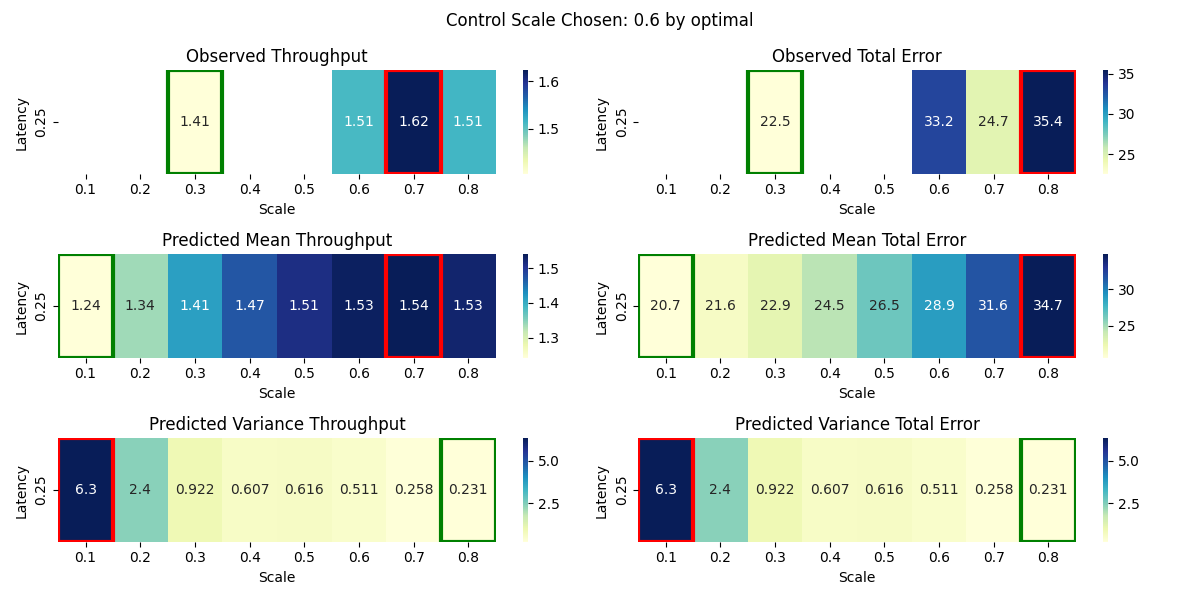 Control Scale Chosen: 0.6 by optimal
Observed Throughput
Latency
0.25
1.41 1.51 1.62 1.51
0.1 0.2 0.3 0.4 0.5 0.6 0.7 0.8
Scale
1.6
1.5
Observed Total Error
Latency
0.25
22.5 33.2 24.7 35.4
0.1 0.2 0.3 0.4 0.5 0.6 0.7 0.8
Scale
35
30
25
Predicted Mean Throughput
Latency
0.25
1.24 1.34 1.41 1.47 1.51 1.53 1.54 1.53
0.1 0.2 0.3 0.4 0.5 0.6 0.7 0.8
Scale
1.5
1.4
1.3
Predicted Mean Total Error
Latency
0.25
20.7 21.6 22.9 24.5 26.5 28.9 31.6 34.7
0.1 0.2 0.3 0.4 0.5 0.6 0.7 0.8
Scale
30
25
Predicted Variance Throughput
Latency
0.25
6.3 2.4 0.922 0.607 0.616 0.511 0.258 0.231
0.1 0.2 0.3 0.4 0.5 0.6 0.7 0.8
Scale
5.0
2.5
Predicted Variance Total Error
Latency
0.25
6.3 2.4 0.922 0.607 0.616 0.511 0.258 0.231
0.1 0.2 0.3 0.4 0.5 0.6 0.7 0.8
Scale
5.0
2.5